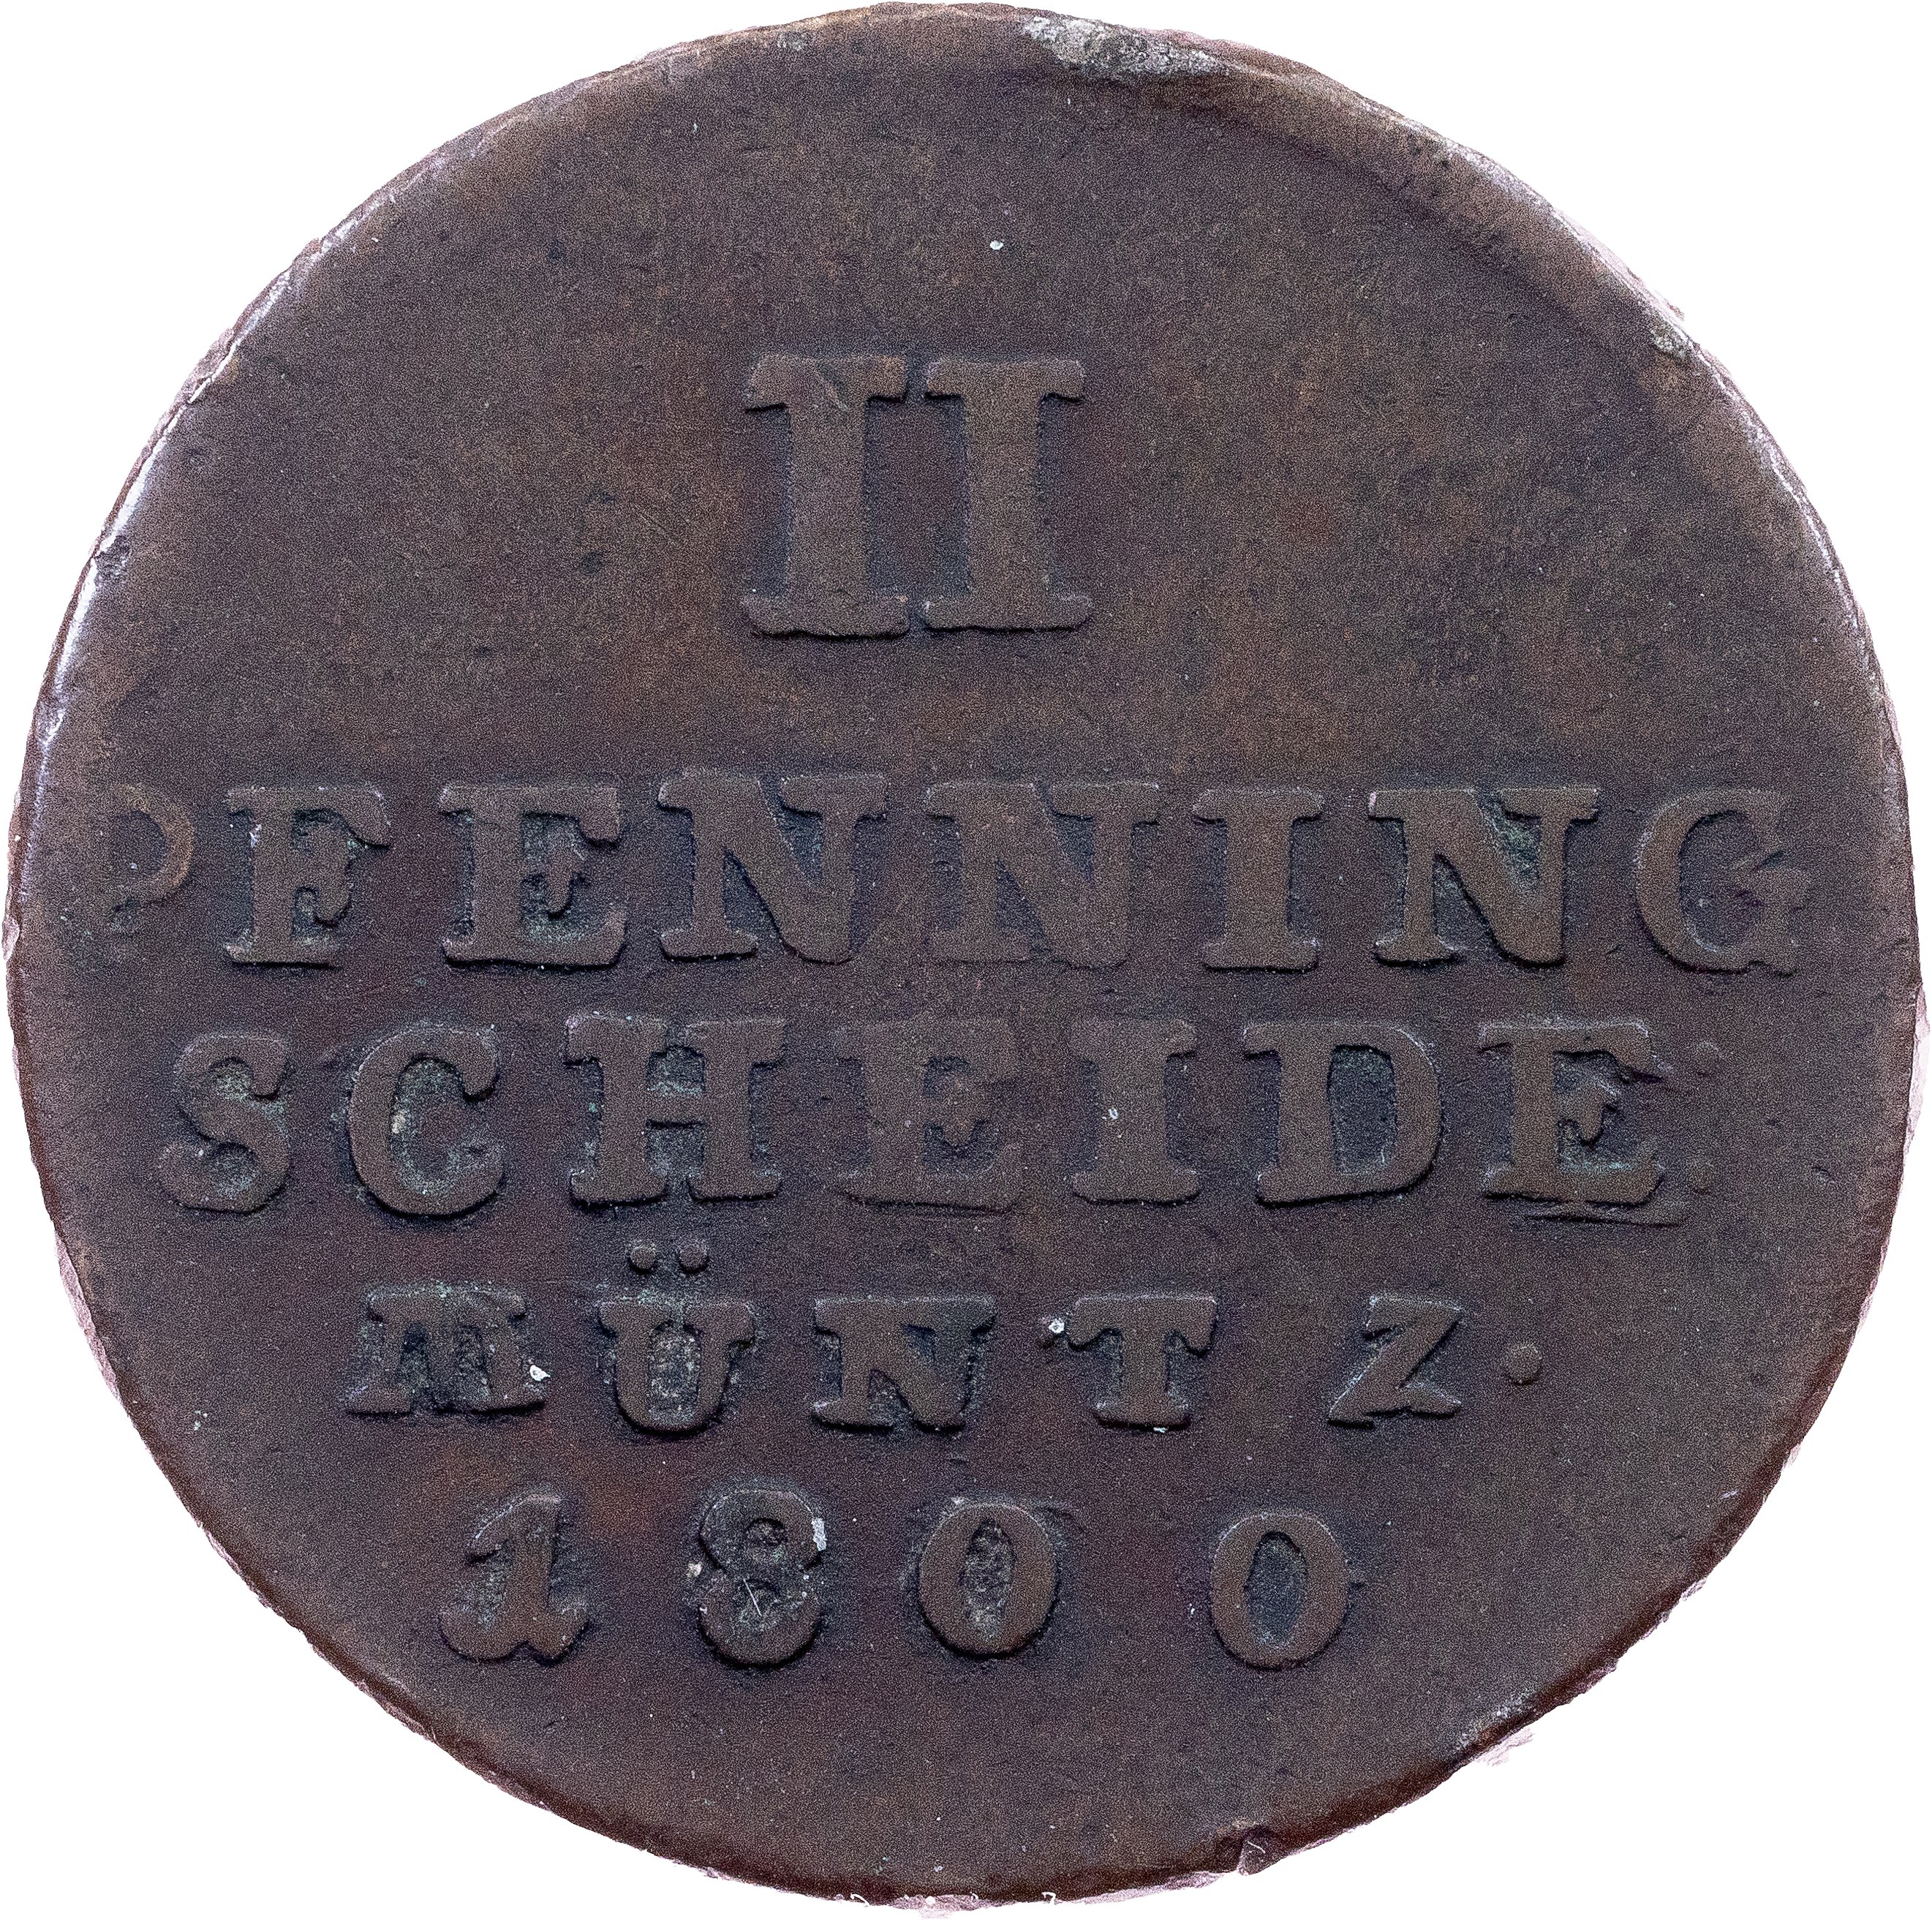 II
PFENNING
SCHEIDE:
MÜNTZ.
1800